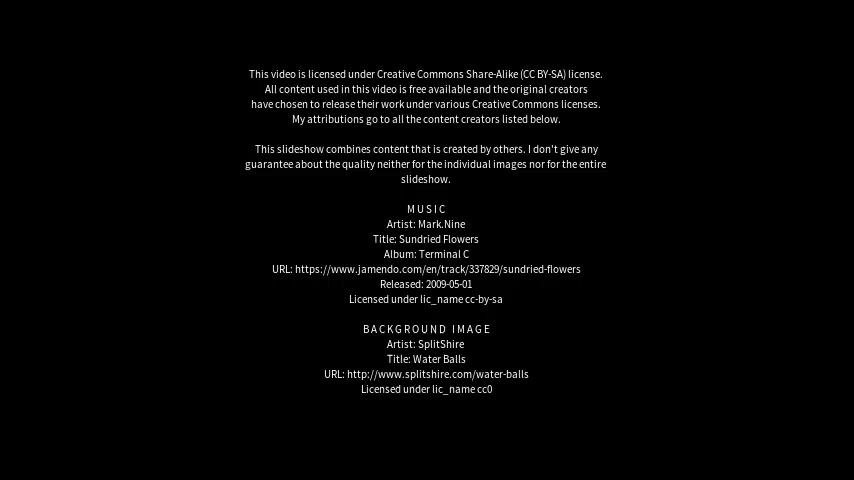 This video is licensed under Creative Commons Share-Alike (CC BY-SA) license.
All content used in this video is free available and the original creators
have chosen to release their work under various Creative Commons licenses.
My attributions go to all the content creators listed below.
This slideshow combines content that is created by others. I don't give any
guarantee about the quality neither for the individual images nor for the entire
slideshow.
MUSIC
Artist: Mark.Nine
Title: Sundried Flowers
Album: Terminal C
URL: https://www.jamendo.com/en/track/337829/sundried-flowers
Released: 2009-05-01
Licensed under lic_name cc-by-sa
BACKGROUND IMAGE
Artist: SplitShire
Title: Water Balls
URL: http://www.splitshire.com/water-balls
Licensed under lic_name cc0